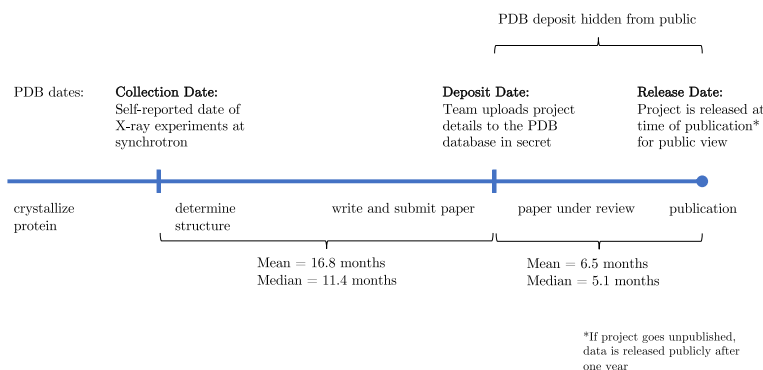 PDB deposit hidden from public
PDB dates:
Collection Date:
Self-reported date of
X-ray experiments at
synchrotron
Deposit Date:
Team uploads project
details to the PDB
database in secret
Release Date:
Project is released at
time of publication*
for public view
crystallize
protein
determine
structure
write and submit paper
paper under review
publication
Mean = 16.8 months
Median = 11.4 months
Mean = 6.5 months
Median = 5.1 months
*If project goes unpublished,
data is released publicly after
one year